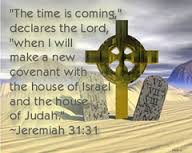 "The time is coming,"
declares the Lord,
"when I will
make a new
covenant with
the house of Israel
and the house
of Judah."
~Jeremiah 31:31